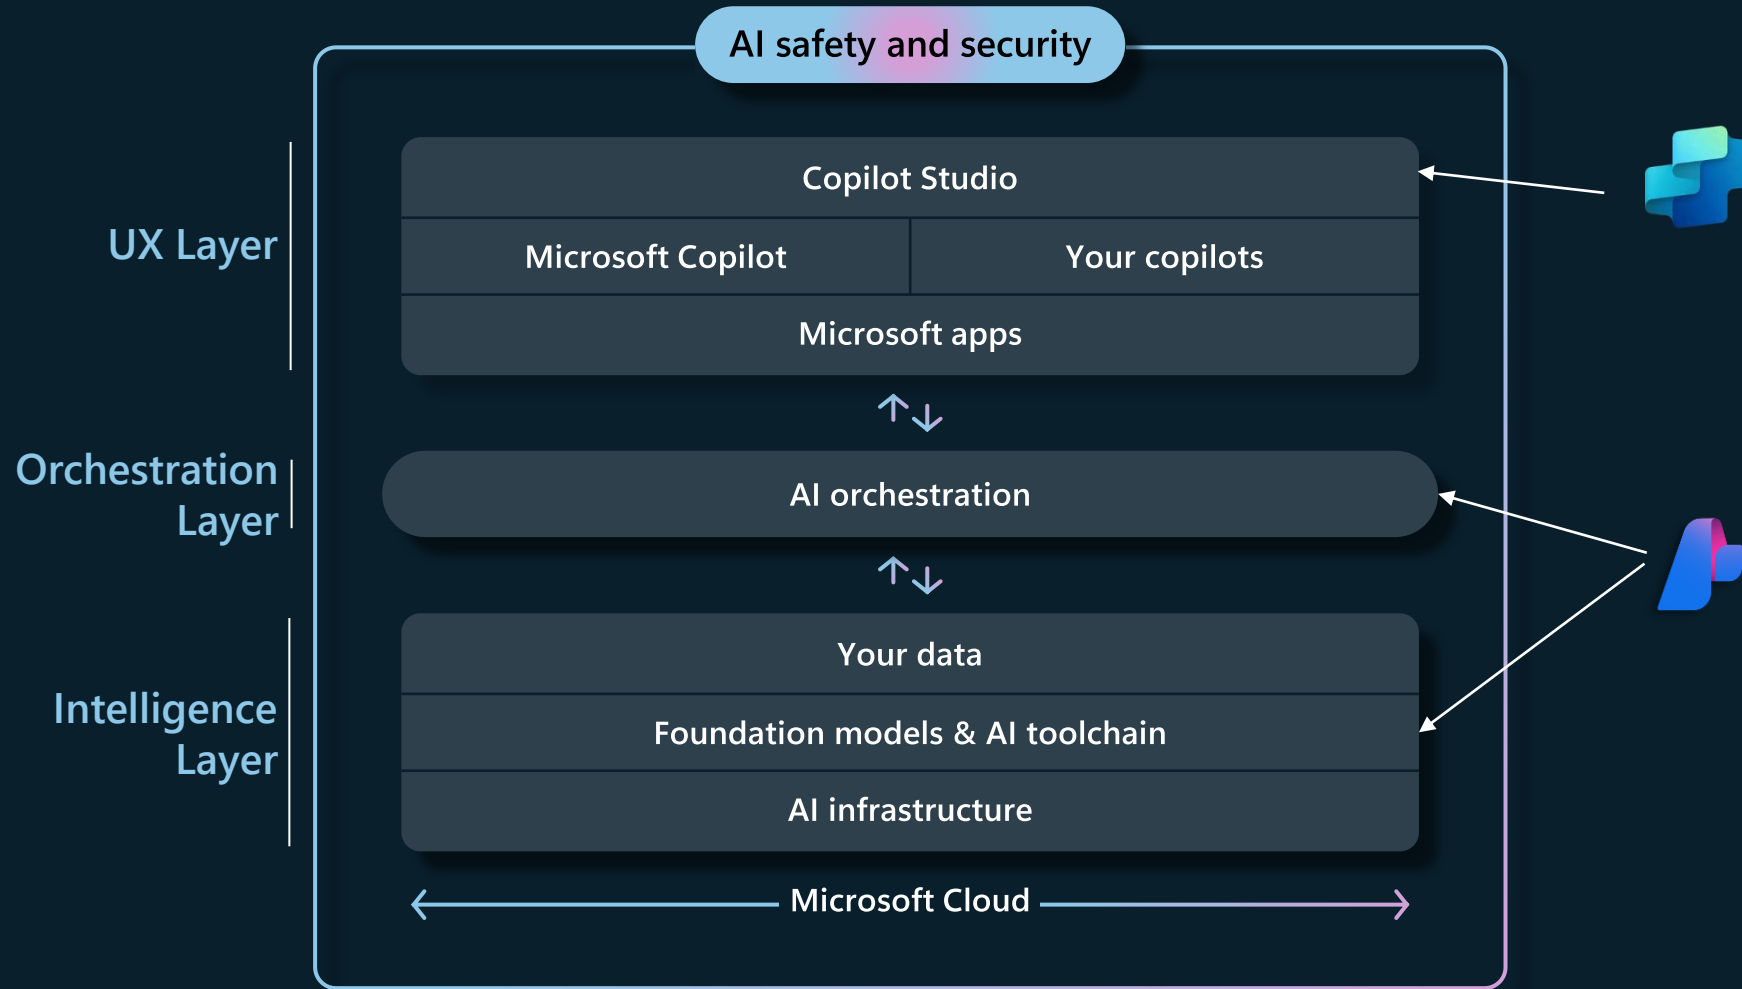 AI safety and security
UX Layer
Copilot Studio
Microsoft Copilot
Your copilots
Microsoft apps
Orchestration
Layer
AI orchestration
Intelligence
Layer
Your data
Foundation models & AI toolchain
AI infrastructure
Microsoft Cloud